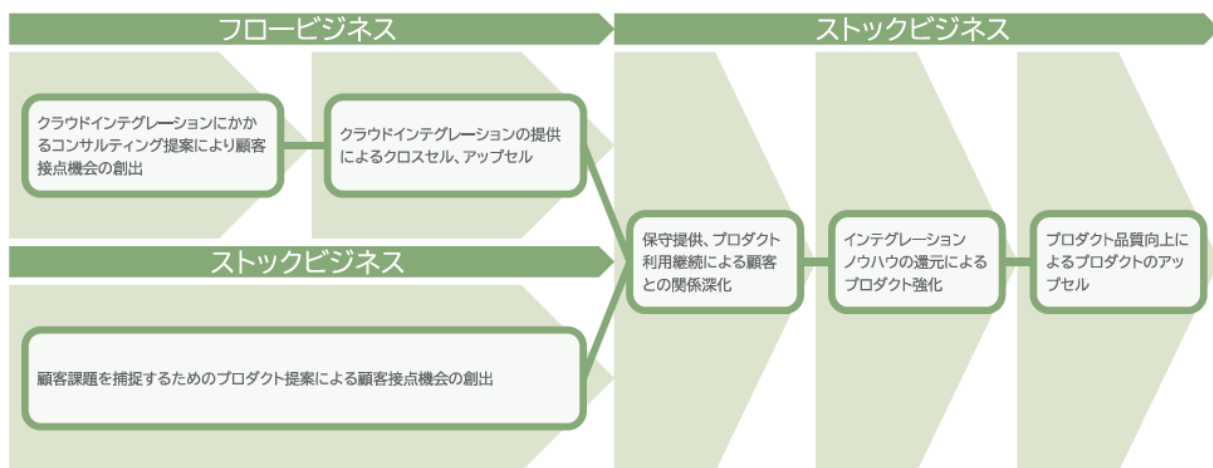 フロービジネス
ストックビジネス
クラウドインテグレーションにかか
るコンサルティング提案により顧客
接点機会の創出
クラウドインテグレーションの提供
によるクロスセル、アップセル
ストックビジネス
顧客課題を捕捉するためのプロダクト提案による顧客接点機会の創出
保守提供、プロダクト
利用継続による顧客
との関係深化
インテグレーション
ノウハウの還元による
プロダクト強化
プロダクト品質向上に
よるプロダクトのアッ
プセル